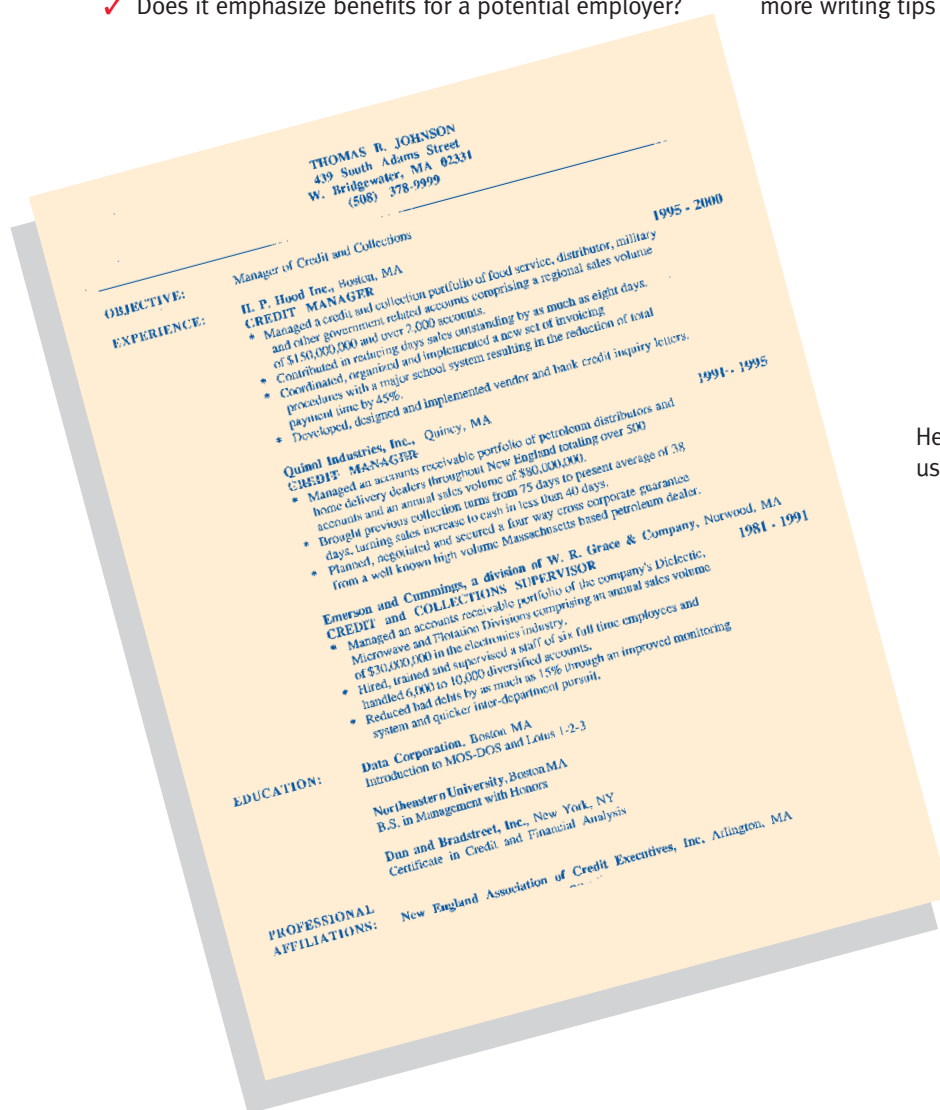 ✓ Does it emphasize benefits for a potential employer?
more writing tips
THOMAS R. JOHNSON
439 South Adams Street
W. Bridgewater, MA 02331
(508) 378-9999
OBJECTIVE: Manager of Credit and Collections
EXPERIENCE: H. P. Hood Inc., Boston, MA 1995 - 2000
CREDIT MANAGER
* Managed a credit and collection portfolio of food service, distributor, military
and other government related accounts comprising a regional sales volume
of $150,000,000 and over 2,000 accounts.
* Contributed in reducing days sales outstanding by as much as eight days.
* Coordinated, organized and implemented a new set of invoicing
procedures with a major school system resulting in the reduction of total
payment time by 45%.
* Developed, designed and implemented vendor and bank credit inquiry letters.
Quinol Industries, Inc., Quincy, MA 1991 - 1995
CREDIT MANAGER
* Managed an accounts receivable portfolio of petroleum distributors and
home delivery dealers throughout New England totaling over 500
accounts and an annual sales volume of $80,000,000.
* Brought previous collection turns from 75 days to present average of 38
days, turning sales increase to cash in less than 40 days.
* Planned, negotiated and secured a four way cross corporate guarantee
from a well known high volume Massachusetts based petroleum dealer.
Emerson and Cummings, a division of W. R. Grace & Company, Norwood, MA
CREDIT and COLLECTIONS SUPERVISOR 1981 - 1991
* Managed an accounts receivable portfolio of the company's Dielectic,
Microwave and Flotation Divisions comprising an annual sales volume
of $30,000,000 in the electronics industry.
* Hired, trained and supervised a staff of six full time employees and
handled 6,000 to 10,000 diversified accounts.
* Reduced bad debts by as much as 15% through an improved monitoring
system and quicker inter-department pursuit.
EDUCATION: Data Corporation, Boston MA
Introduction to MOS-DOS and Lotus 1-2-3
Northeastern University, Boston MA
B.S. in Management with Honors
Dun and Bradstreet, Inc., New York, NY
Certificate in Credit and Financial Analysis
PROFESSIONAL
AFFILIATIONS: New England Association of Credit Executives, Inc. Arlington, MA
He
us